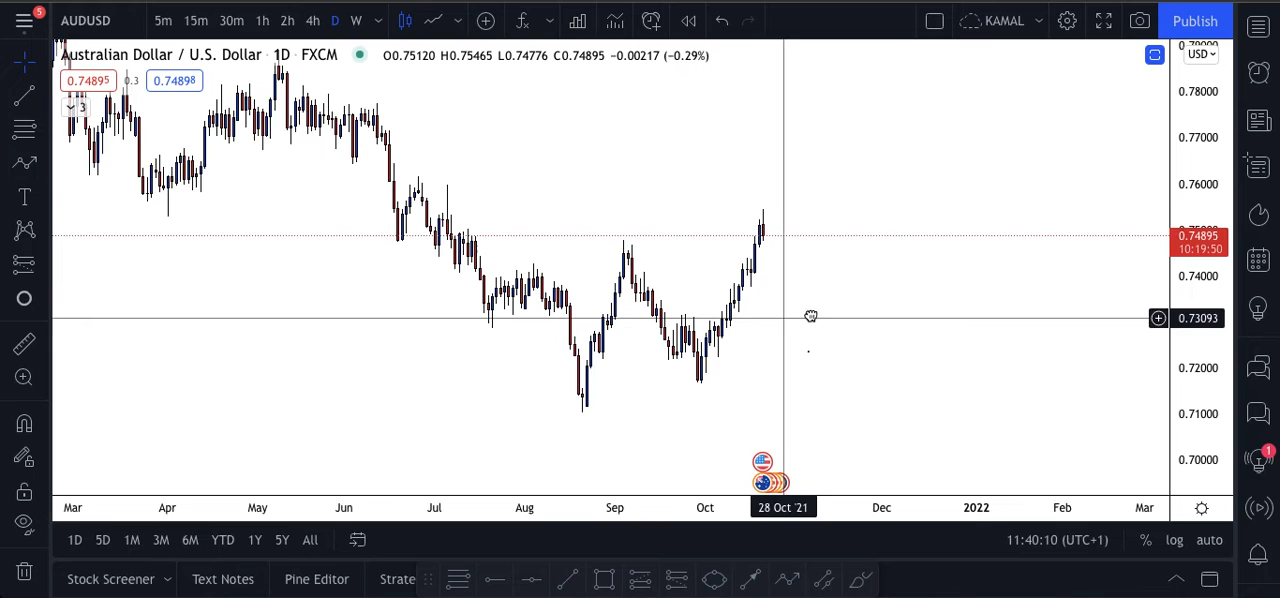 5
AUDUSD
5m 15m 30m 1h 2h 4h D W
KAMAL
Publish
Australian Dollar / U.S. Dollar · 1D · FXCM
O0.75120 H0.75465 L0.74776 C0.74895 −0.00217 (−0.29%)
0.74895 0.3 0.74898
3
USD
0.78000
0.77000
0.76000
0.74895
10:19:50
0.74000
0.73093
0.72000
0.71000
0.70000
1
Mar Apr May Jun Jul Aug Sep Oct 28 Oct '21 Dec 2022 Feb Mar
1D 5D 1M 3M 6M YTD 1Y 5Y All
11:40:10 (UTC+1) % log auto
Stock Screener Text Notes Pine Editor Strate